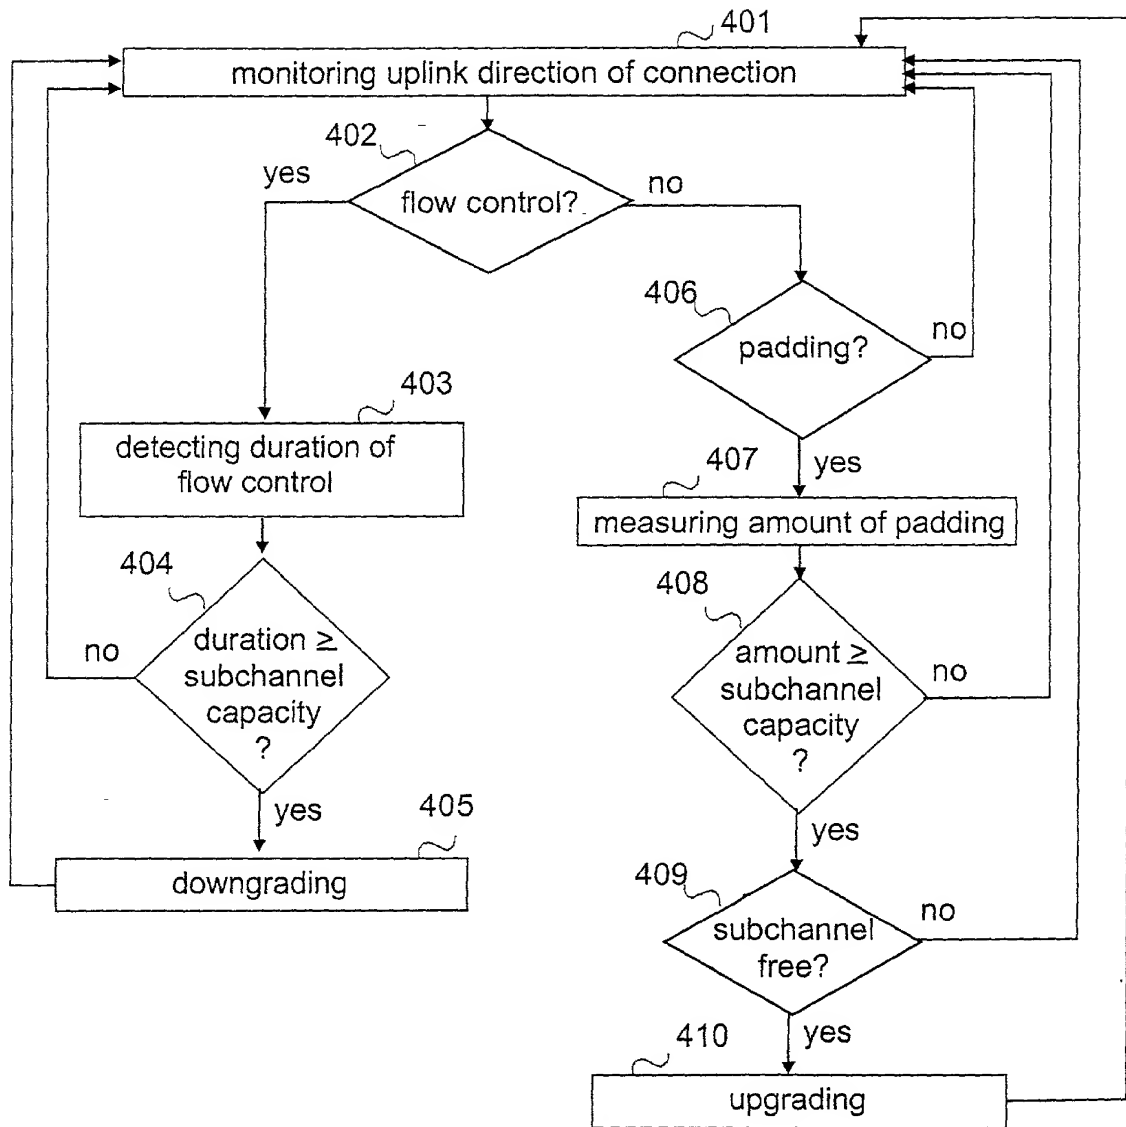 401
monitoring uplink direction of connection
402
yes
flow control?
no
406
padding?
no
403
detecting duration of
flow control
407
yes
measuring amount of padding
404
duration ≥
subchannel
capacity
?
no
yes
408
amount ≥
subchannel
capacity
?
no
yes
405
downgrading
409
subchannel
free?
no
yes
410
upgrading